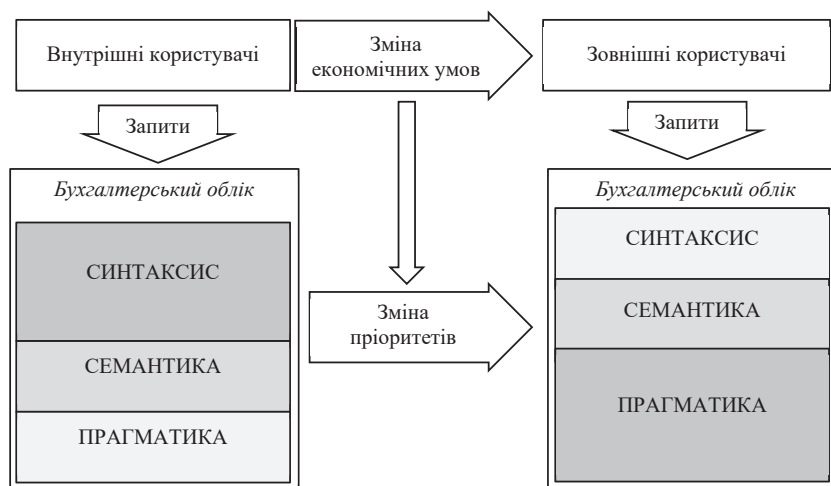 Внутрішні користувачі
Зміна
економічних умов
Зовнішні користувачі
Запити
Запити
Бухгалтерський облік
СИНТАКСИС
СЕМАНТИКА
ПРАГМАТИКА
Зміна
пріоритетів
Бухгалтерський облік
СИНТАКСИС
СЕМАНТИКА
ПРАГМАТИКА